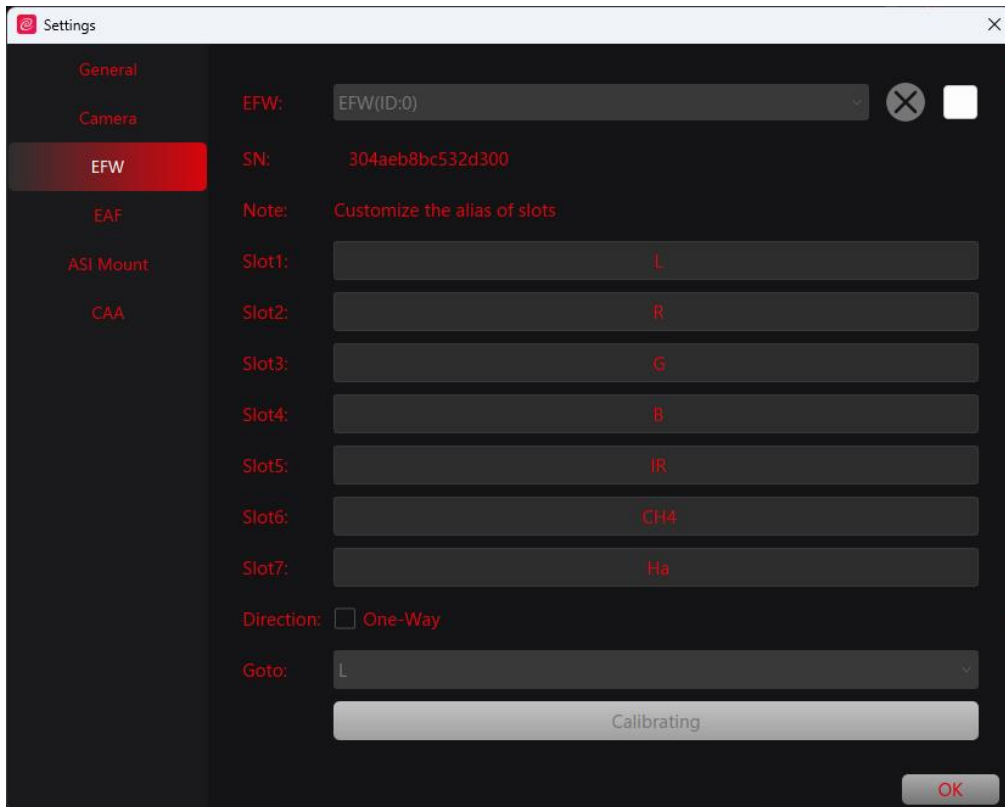 Settings
General
Camera
EFW
EAF
ASI Mount
CAA
EFW: EFW(ID:0)
SN: 304aeb8bc532d300
Note: Customize the alias of slots
Slot1: L
Slot2: R
Slot3: G
Slot4: B
Slot5: IR
Slot6: CH4
Slot7: Ha
Direction: One-Way
Goto: L
Calibrating
OK